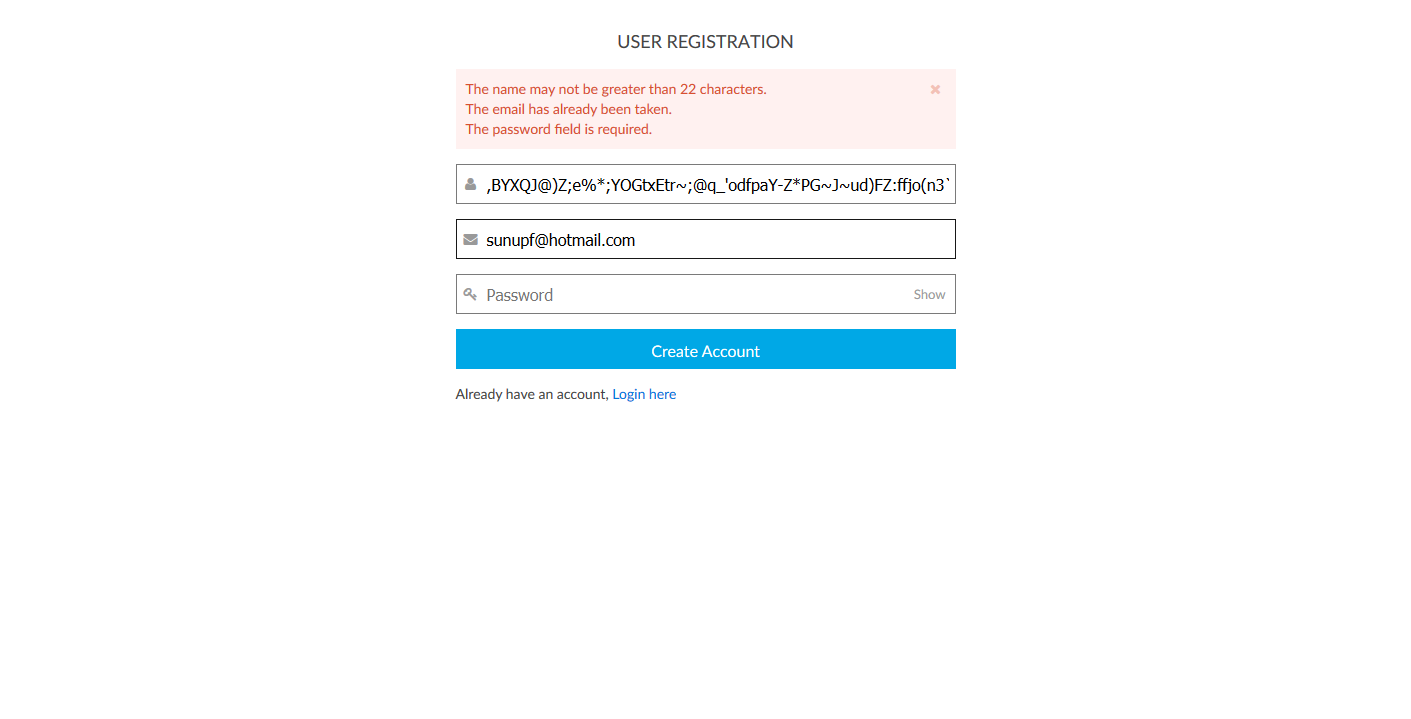 USER REGISTRATION
The name may not be greater than 22 characters.
The email has already been taken.
The password field is required.
,BYXQJ@)Z;e%*;YOGtxEtr~;@q_'odfpaY-Z*PG~J~ud)FZ:ffjo(n3`
sunupf@hotmail.com
Password
Show
Create Account
Already have an account, Login here